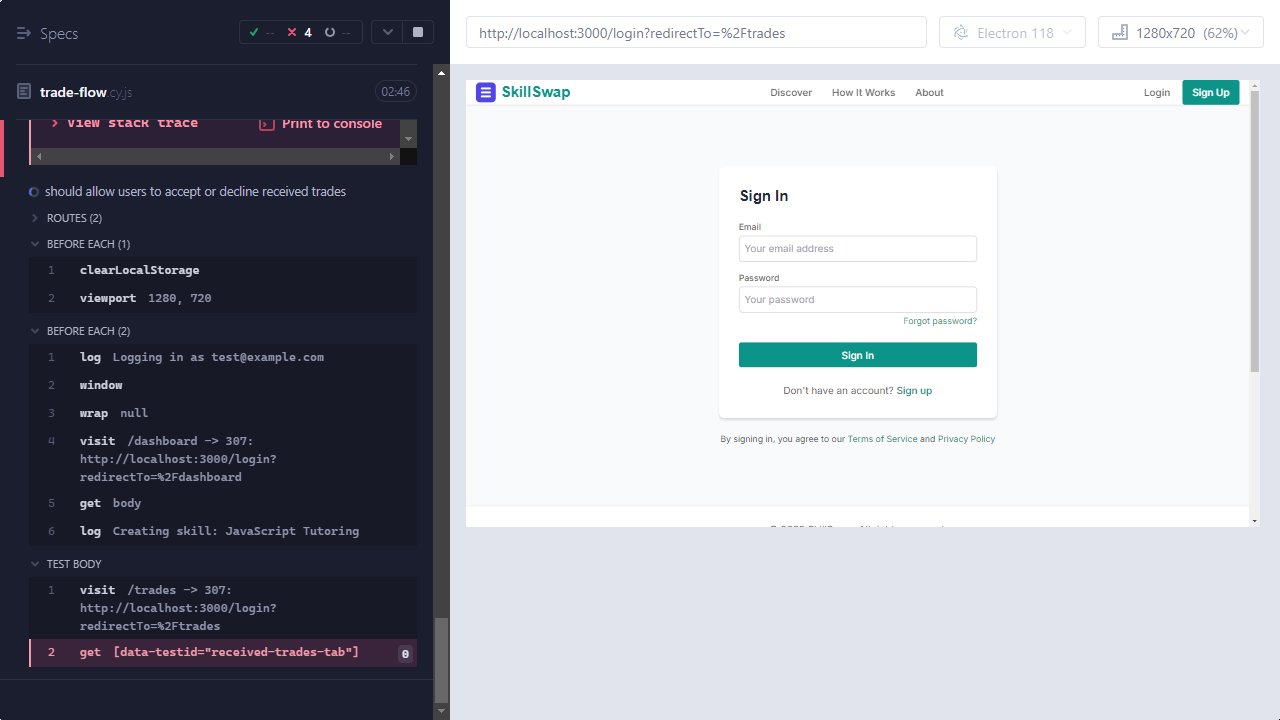 Specs
-- 4 --
trade-flow.cy.js 02:46
View stack trace Print to console
should allow users to accept or decline received trades
ROUTES (2)
BEFORE EACH (1)
1 clearLocalStorage
2 viewport 1280, 720
BEFORE EACH (2)
1 log Logging in as test@example.com
2 window
3 wrap null
4 visit /dashboard -> 307:
http://localhost:3000/login?
redirectTo=%2Fdashboard
5 get body
6 log Creating skill: JavaScript Tutoring
TEST BODY
1 visit /trades -> 307:
http://localhost:3000/login?
redirectTo=%2Ftrades
2 get [data-testid="received-trades-tab"] 0
http://localhost:3000/login?redirectTo=%2Ftrades
Electron 118
1280x720 (62%)
SkillSwap
Discover How It Works About
Login Sign Up
Sign In
Email
Your email address
Password
Your password
Forgot password?
Sign In
Don't have an account? Sign up
By signing in, you agree to our Terms of Service and Privacy Policy